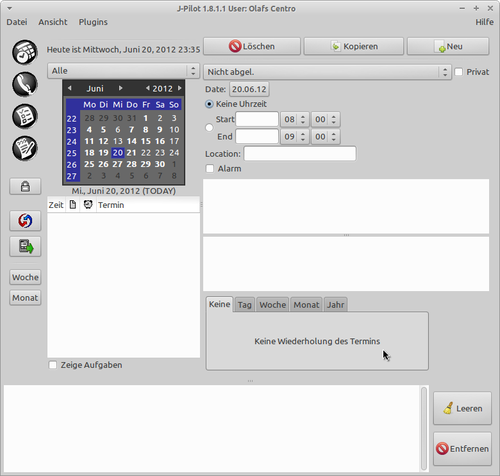 J-Pilot 1.8.1.1 User: Olafs Centro
Datei Ansicht Plugins Hilfe
Heute ist Mittwoch, Juni 20, 2012 23:35
Löschen Kopieren Neu
Alle
Nicht abgel. Privat
Juni 2012
Mo Di Mi Do Fr Sa So
22 28 29 30 31 1 2 3
23 4 5 6 7 8 9 10
24 11 12 13 14 15 16 17
25 18 19 20 21 22 23 24
26 25 26 27 28 29 30 1
27 2 3 4 5 6 7 8
Mi., Juni 20, 2012 (TODAY)
Date: 20.06.12
Keine Uhrzeit
Start 08 00
End 09 00
Location:
Alarm
Zeit Termin
Woche
Monat
Keine Tag Woche Monat Jahr
Keine Wiederholung des Termins
Zeige Aufgaben
Leeren
Entfernen